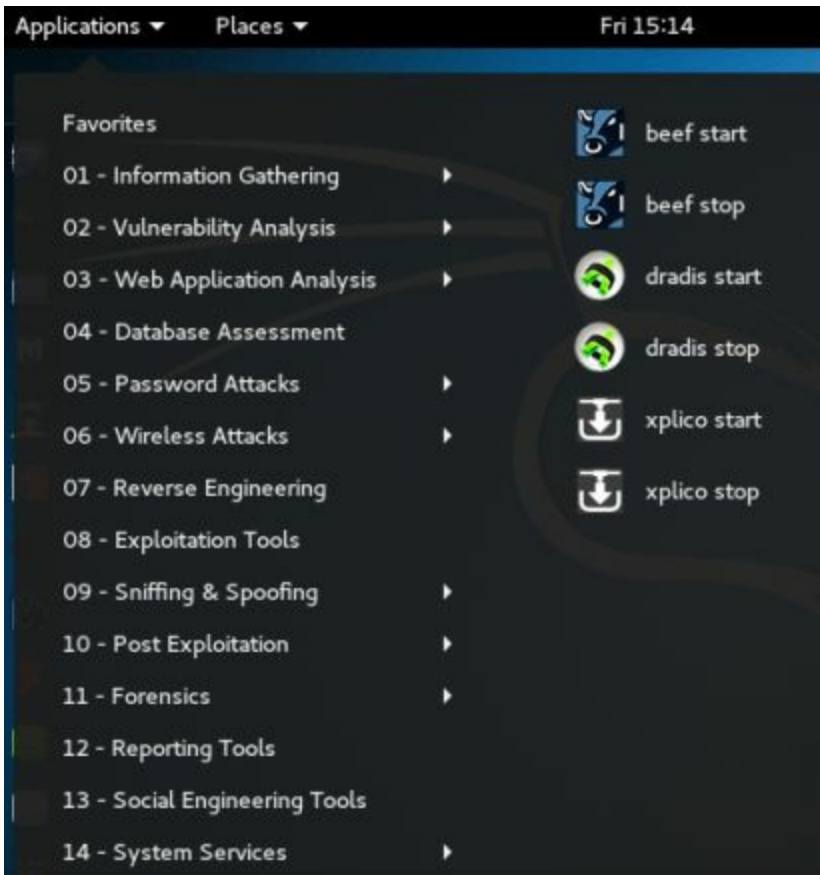 Applications Places Fri 15:14
Favorites
01 - Information Gathering
02 - Vulnerability Analysis
03 - Web Application Analysis
04 - Database Assessment
05 - Password Attacks
06 - Wireless Attacks
07 - Reverse Engineering
08 - Exploitation Tools
09 - Sniffing & Spoofing
10 - Post Exploitation
11 - Forensics
12 - Reporting Tools
13 - Social Engineering Tools
14 - System Services
beef start
beef stop
dradis start
dradis stop
xplico start
xplico stop